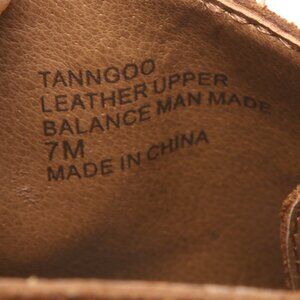 TANNGOO
LEATHER UPPER
BALANCE MAN MADE
7M
MADE IN CHINA